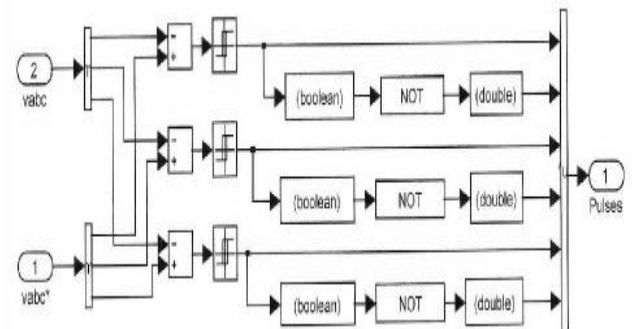 2
vabc
-
+
(boolean) NOT (double)
-
+
1
Pulses
(boolean) NOT (double)
1
vabc*
-
+
(boolean) NOT (double)